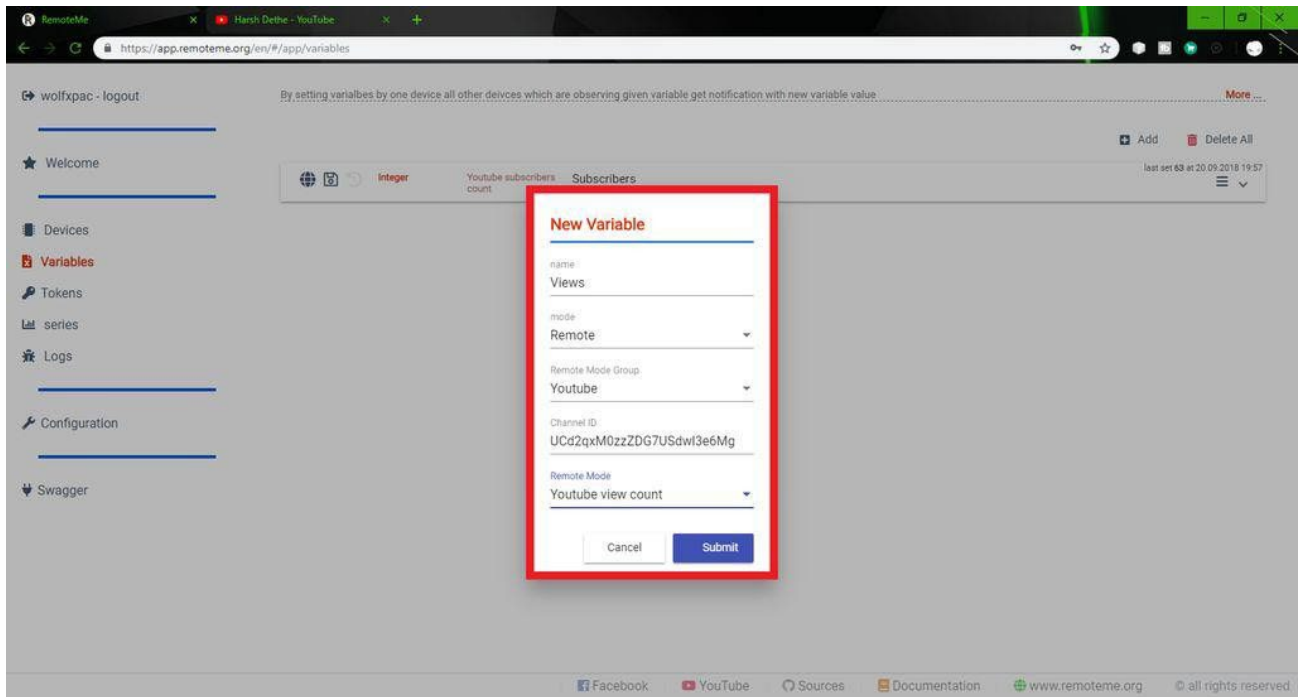 RemoteMe
Harsh Dethe - YouTube
https://app.remoteme.org/en/#/app/variables
wolfxpac - logout
By setting varialbes by one device all other deivces which are observing given variable get notification with new variable value
More ...
Add
Delete All
Welcome
Integer
Youtube subscribers
count
Subscribers
last set 63 at 20.09.2018 19:57
New Variable
Devices
Variables
Tokens
series
Logs
Configuration
Swagger
name
Views
mode
Remote
Remote Mode Group
Youtube
Channel ID
UCd2qxM0zzZDG7USdwI3e6Mg
Remote Mode
Youtube view count
Cancel
Submit
Facebook
YouTube
Sources
Documentation
www.remoteme.org
© all rights reserved